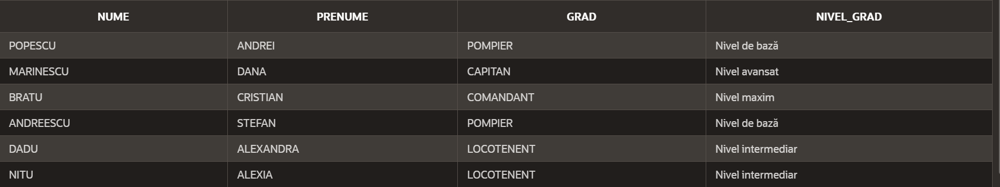 NUME PRENUME GRAD NIVEL_GRAD
POPESCU ANDREI POMPIER Nivel de bază
MARINESCU DANA CAPITAN Nivel avansat
BRATU CRISTIAN COMANDANT Nivel maxim
ANDREESCU STEFAN POMPIER Nivel de bază
DADU ALEXANDRA LOCOTENENT Nivel intermediar
NITU ALEXIA LOCOTENENT Nivel intermediar